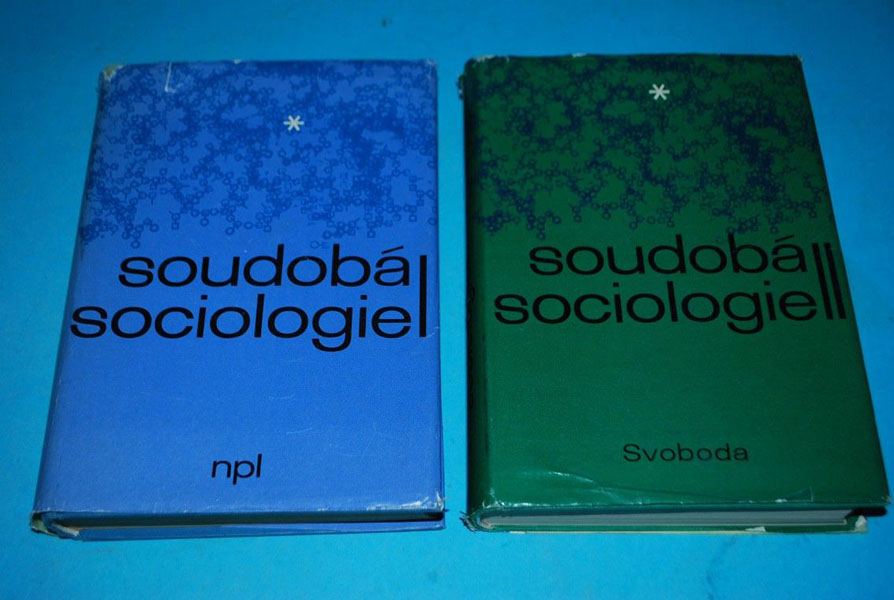 *
soudobá
sociologie I
npl
*
soudobá
sociologie II
Svoboda